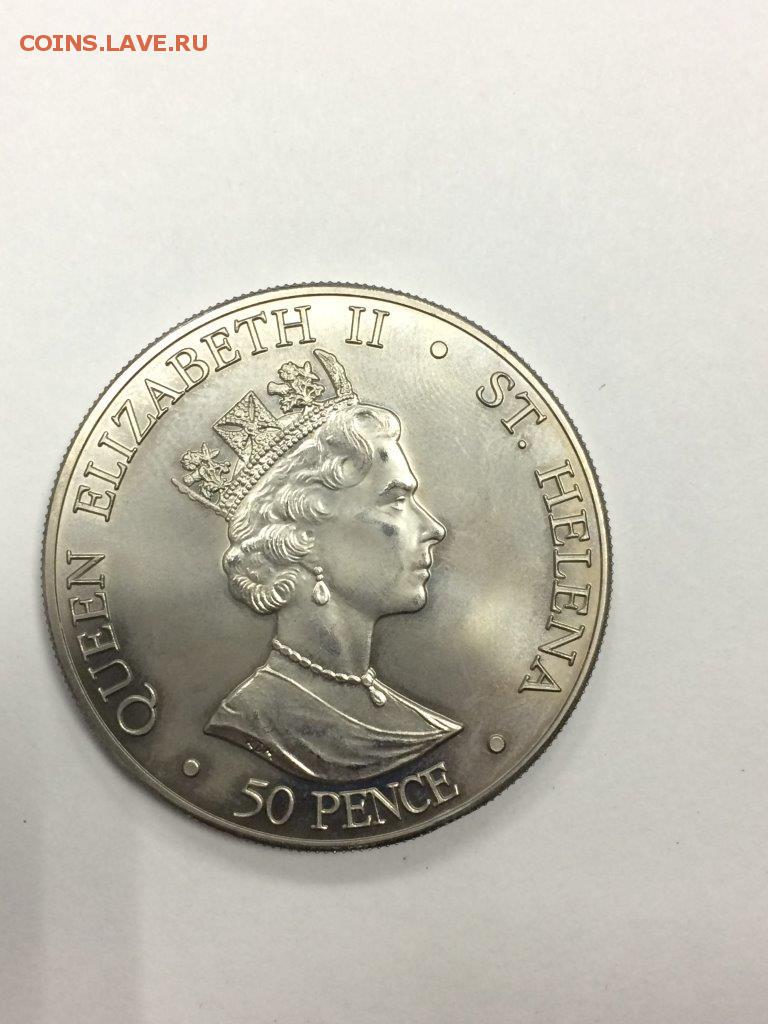 COINS.LAVE.RU
QUEEN ELIZABETH II
ST. HELENA
50 PENCE